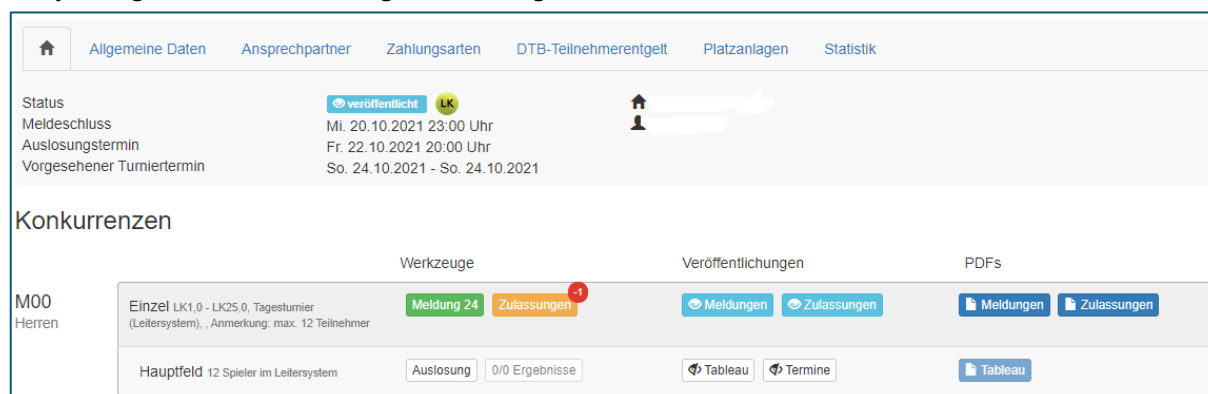 Allgemeine Daten Ansprechpartner Zahlungsarten DTB-Teilnehmerentgelt Platzanlagen Statistik
Status veröffentlicht LK
Meldeschluss Mi. 20.10.2021 23:00 Uhr
Auslosungstermin Fr. 22.10.2021 20:00 Uhr
Vorgesehener Turniertermin So. 24.10.2021 - So. 24.10.2021
Konkurrenzen
Werkzeuge Veröffentlichungen PDFs
M00 Einzel LK1,0 - LK25,0, Tagesturnier Meldung 24 Zulassungen -1 Meldungen Zulassungen Meldungen Zulassungen
Herren (Leitersystem), , Anmerkung: max. 12 Teilnehmer
Hauptfeld 12 Spieler im Leitersystem Auslosung 0/0 Ergebnisse Tableau Termine Tableau